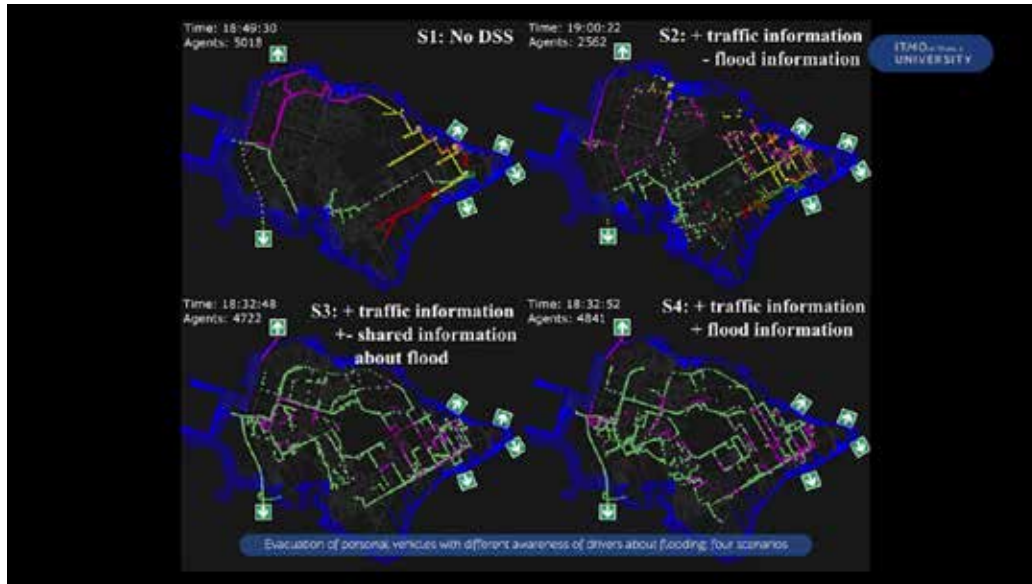 Time: 18:49:30
Agents: 5018
S1: No DSS
Time: 19:00:22
Agents: 2562
S2: + traffic information
- flood information
ITMO
UNIVERSITY
Time: 18:32:48
Agents: 4722
S3: + traffic information
+- shared information
about flood
Time: 18:32:52
Agents: 4841
S4: + traffic information
+ flood information
Evacuation of personal vehicles with different awareness of drivers about flooding: four scenarios